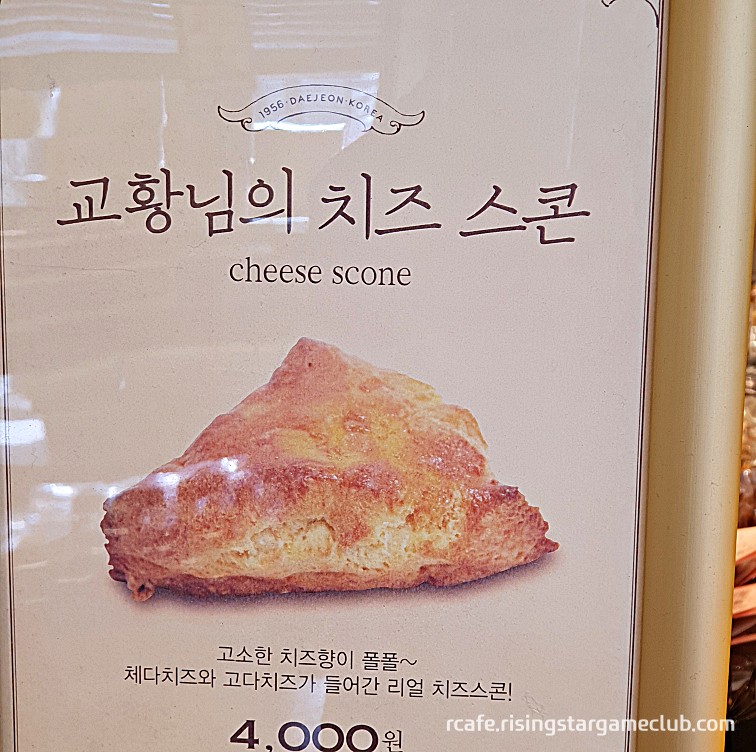 1956·DAEJEON·KOREA
교황님의 치즈 스콘
cheese scone
고소한 치즈향이 폴폴~
체다치즈와 고다치즈가 들어간 리얼 치즈스콘!
4,000원
rcafe.risingstargameclub.com